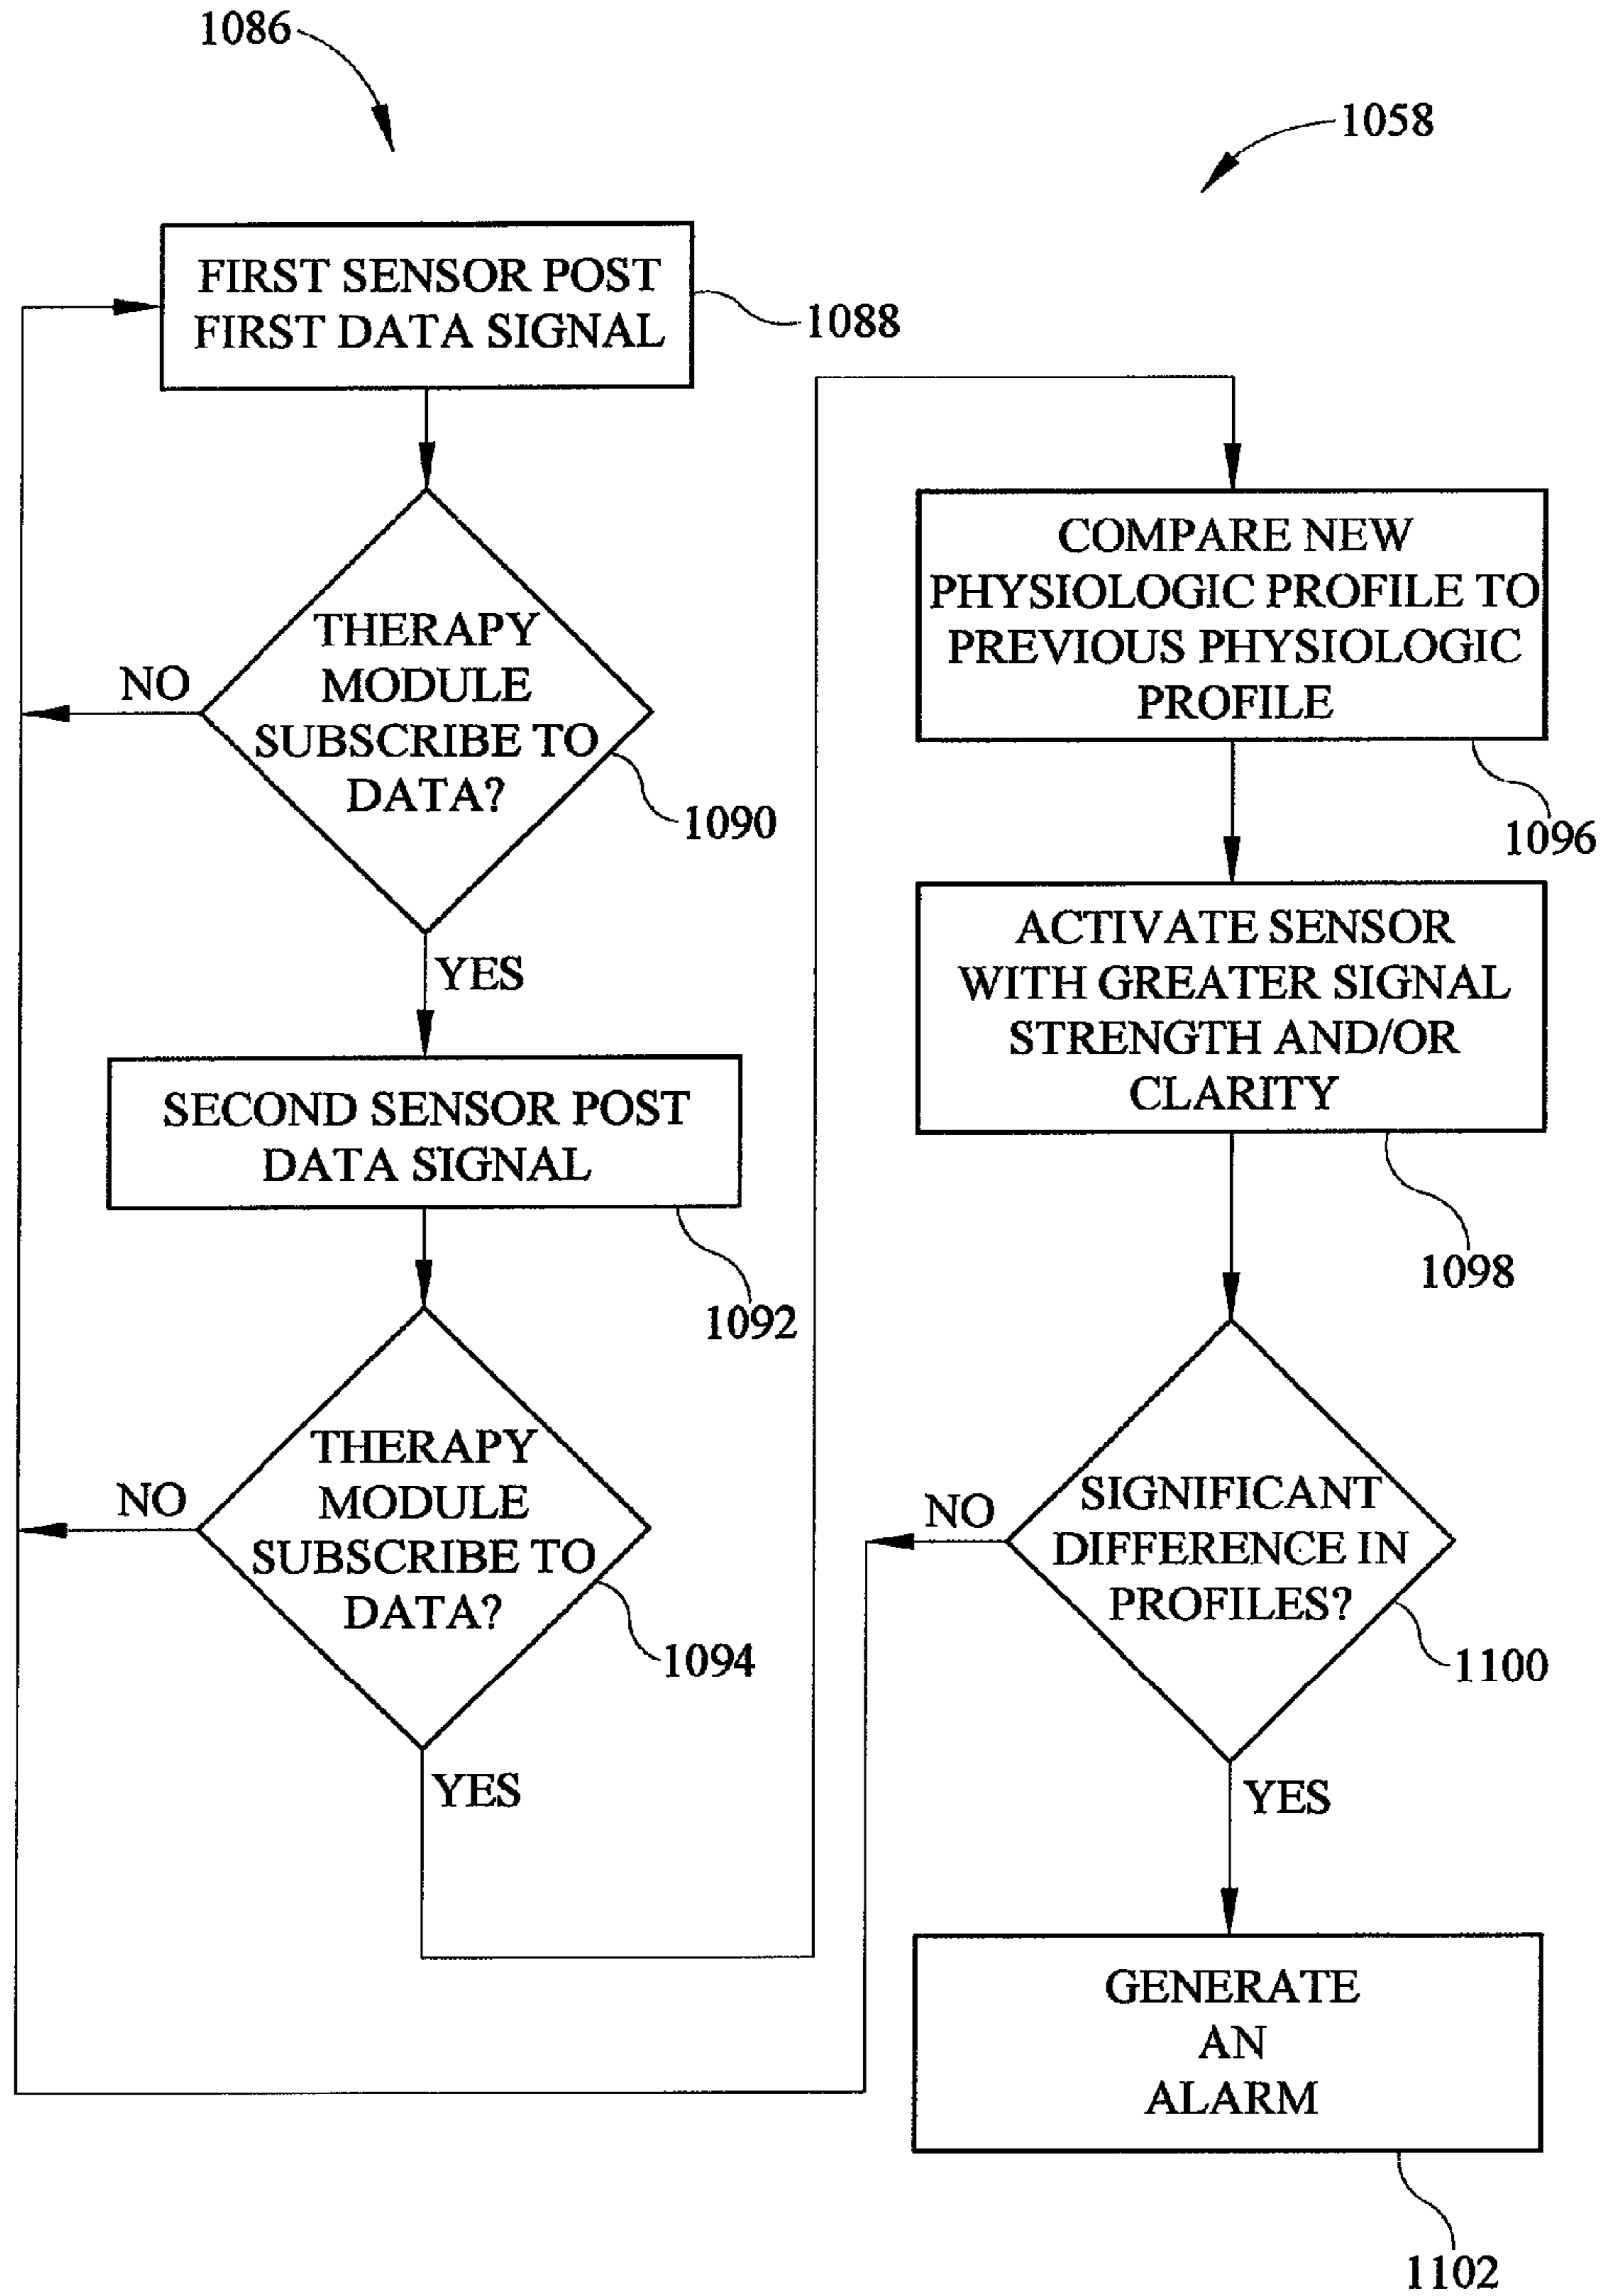 1086
1058
FIRST SENSOR POST
FIRST DATA SIGNAL
1088
THERAPY
MODULE
SUBSCRIBE TO
DATA?
NO
1090
YES
SECOND SENSOR POST
DATA SIGNAL
1092
THERAPY
MODULE
SUBSCRIBE TO
DATA?
NO
1094
YES
COMPARE NEW
PHYSIOLOGIC PROFILE TO
PREVIOUS PHYSIOLOGIC
PROFILE
1096
ACTIVATE SENSOR
WITH GREATER SIGNAL
STRENGTH AND/OR
CLARITY
1098
NO
SIGNIFICANT
DIFFERENCE IN
PROFILES?
1100
YES
GENERATE
AN
ALARM
1102